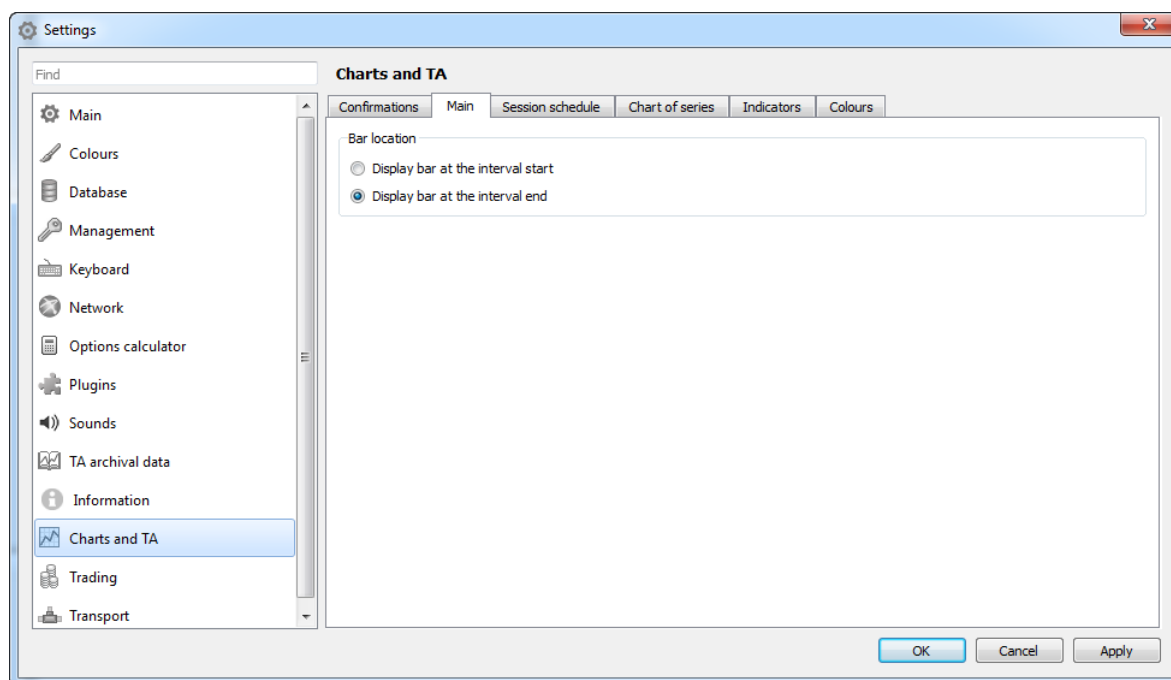 Settings
Find
Main
Colours
Database
Management
Keyboard
Network
Options calculator
Plugins
Sounds
TA archival data
Information
Charts and TA
Trading
Transport
Charts and TA
Confirmations Main Session schedule Chart of series Indicators Colours
Bar location
Display bar at the interval start
Display bar at the interval end
OK Cancel Apply